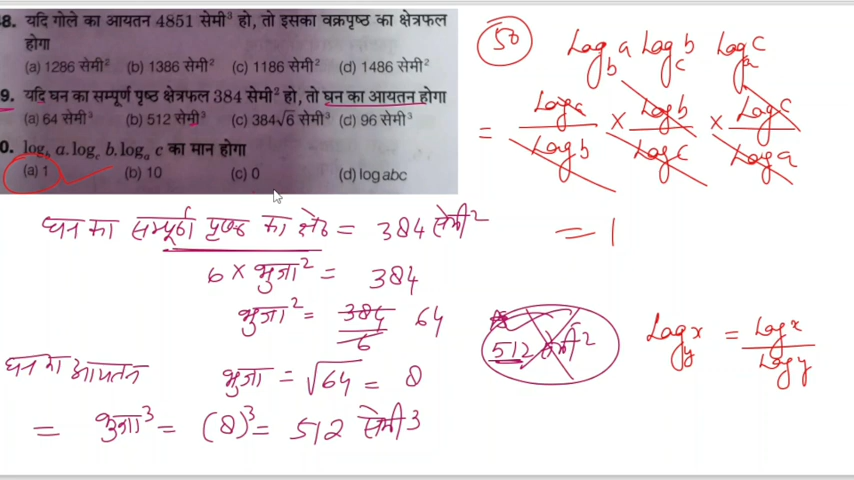 8. यदि गोले का आयतन 4851 सेमी³ हो, तो इसका वक्रपृष्ठ का क्षेत्रफल
होगा
(a) 1286 सेमी² (b) 1386 सेमी² (c) 1186 सेमी² (d) 1486 सेमी²
9. यदि घन का सम्पूर्ण पृष्ठ क्षेत्रफल 384 सेमी² हो, तो घन का आयतन होगा
(a) 64 सेमी³ (b) 512 सेमी³ (c) 384√6 सेमी³ (d) 96 सेमी³
0. log_b a. log_c b. log_a c का मान होगा
(a) 1 (b) 10 (c) 0 (d) log abc
घन का सम्पूर्ण पृष्ठ का क्षे० = 384 सेमी²
6 × भुजा² = 384
भुजा² = 384/6 64
भुजा = √64 = 8
घन का आयतन
= भुजा³ = (8)³ = 512 सेमी³
50
Log_b a Log_c b Log_a c
= Log a/Log b × Log b/Log c × Log c/Log a
= 1
512 सेमी²
Log_y x = Log x/Log y